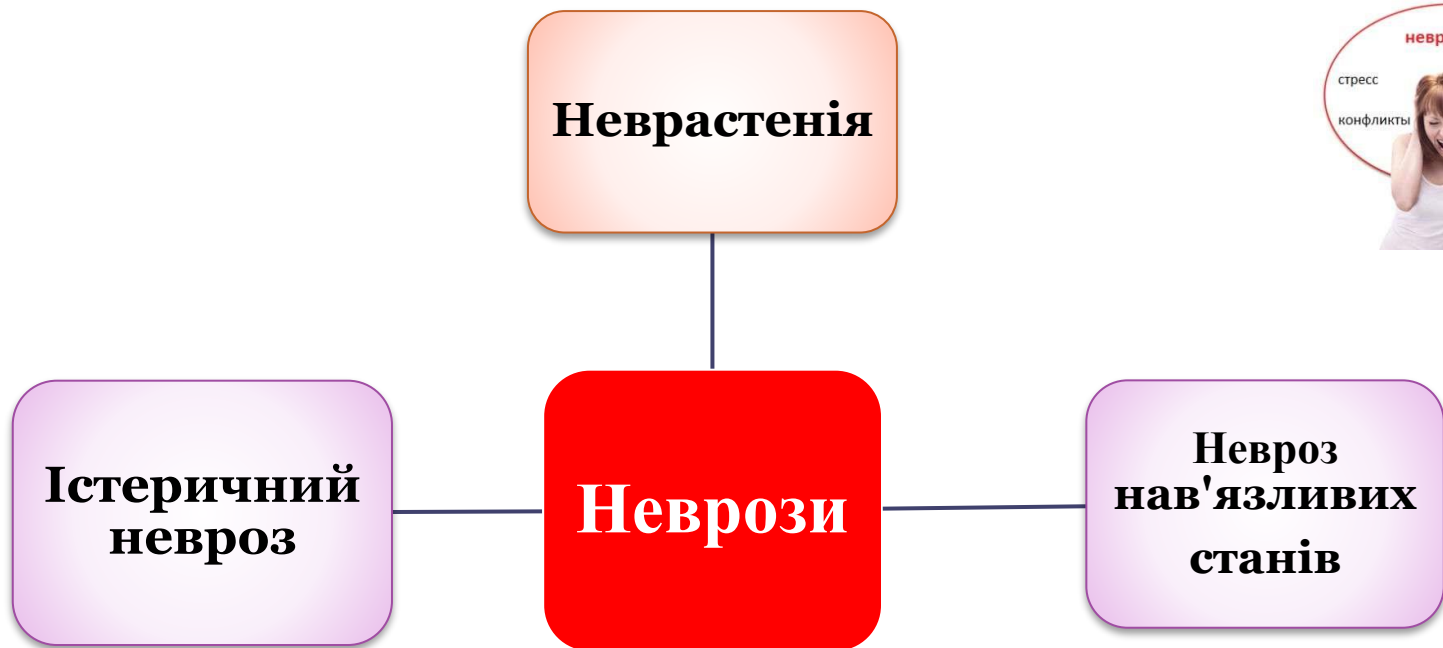 Неврастенія
стресс
конфликты
Істеричний
невроз
Неврози
Невроз
нав'язливих
станів